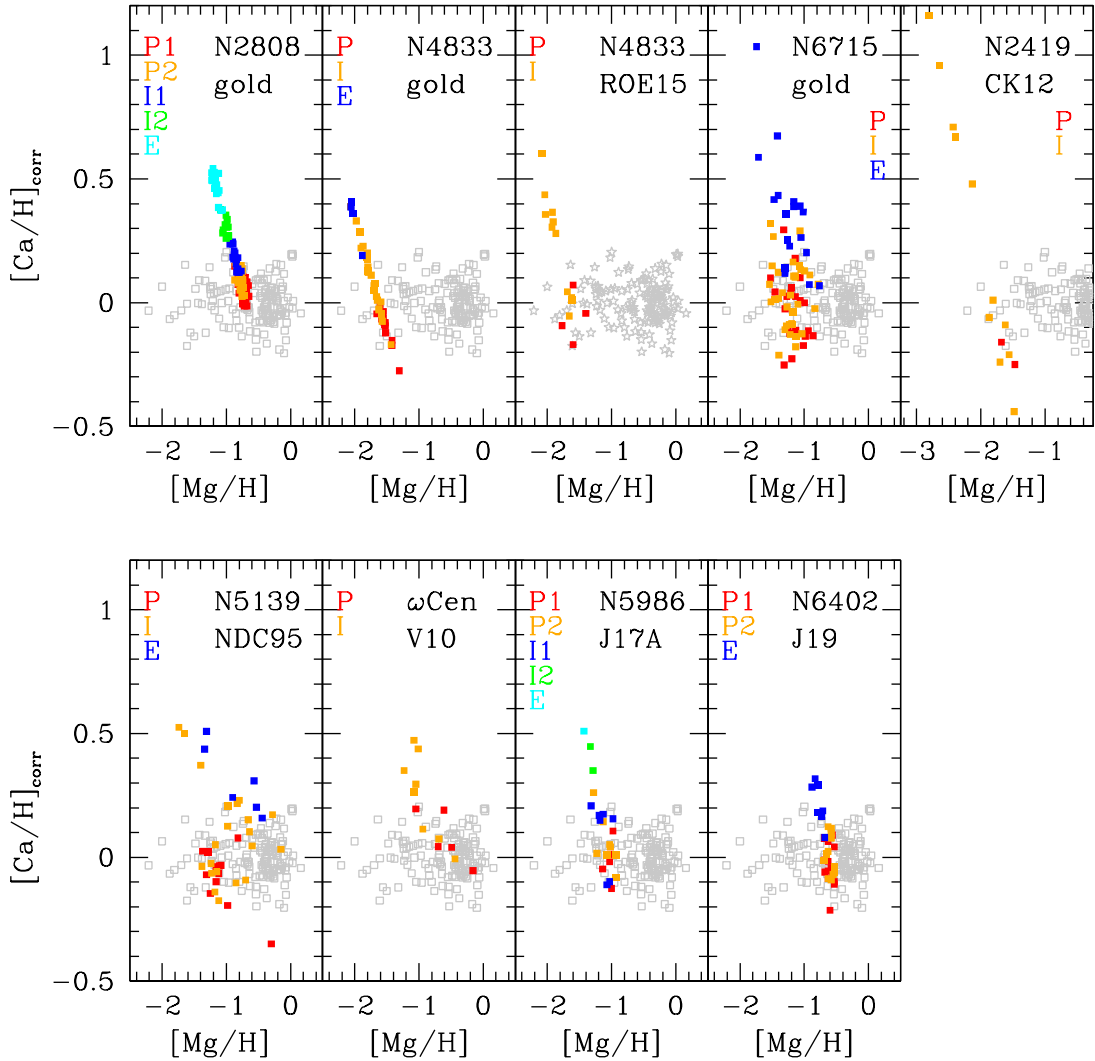 P1 N2808
P2 gold
I1
I2
E
P N4833
I gold
E
P N4833
I ROE15
N6715
gold
P
I
E
N2419
CK12
P
I
1
0.5
0
−0.5
[Ca/H]corr
−2 −1 0
−2 −1 0
−2 −1 0
−2 −1 0
−3 −2 −1
[Mg/H]
[Mg/H]
[Mg/H]
[Mg/H]
[Mg/H]
P N5139
I NDC95
E
P ωCen
I V10
P1 N5986
P2 J17A
I1
I2
E
P1 N6402
P2 J19
E
1
0.5
0
−0.5
[Ca/H]corr
−2 −1 0
−2 −1 0
−2 −1 0
−2 −1 0
[Mg/H]
[Mg/H]
[Mg/H]
[Mg/H]